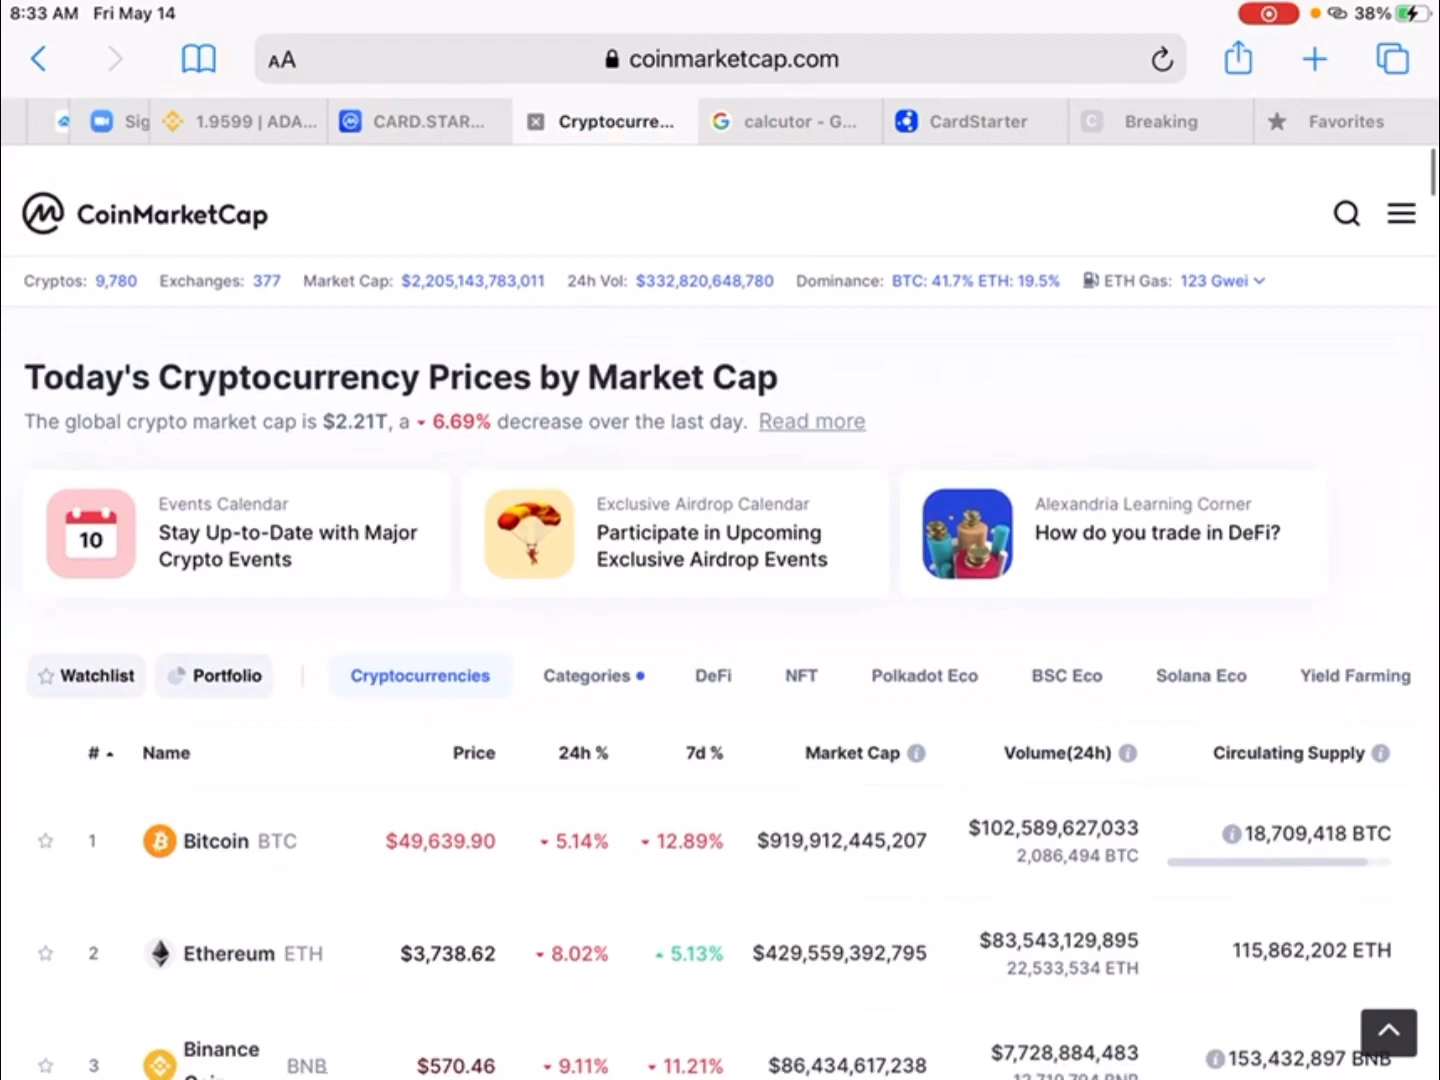 8:33 AM Fri May 14 38%
AA coinmarketcap.com
Sig 1.9599 | ADA... CARD.STAR... Cryptocurre... calcutor - G... CardStarter Breaking Favorites
CoinMarketCap
Cryptos: 9,780 Exchanges: 377 Market Cap: $2,205,143,783,011 24h Vol: $332,820,648,780 Dominance: BTC: 41.7% ETH: 19.5% ETH Gas: 123 Gwei
Today's Cryptocurrency Prices by Market Cap
The global crypto market cap is $2.21T, a 6.69% decrease over the last day. Read more
10
Events Calendar
Stay Up-to-Date with Major
Crypto Events
Exclusive Airdrop Calendar
Participate in Upcoming
Exclusive Airdrop Events
Alexandria Learning Corner
How do you trade in DeFi?
Watchlist Portfolio Cryptocurrencies Categories DeFi NFT Polkadot Eco BSC Eco Solana Eco Yield Farming
# Name Price 24h % 7d % Market Cap Volume(24h) Circulating Supply
1 Bitcoin BTC $49,639.90 5.14% 12.89% $919,912,445,207 $102,589,627,033 18,709,418 BTC
2,086,494 BTC
2 Ethereum ETH $3,738.62 8.02% 5.13% $429,559,392,795 $83,543,129,895 115,862,202 ETH
22,533,534 ETH
3 Binance BNB $570.46 9.11% 11.21% $86,434,617,238 $7,728,884,483 153,432,897 BNB